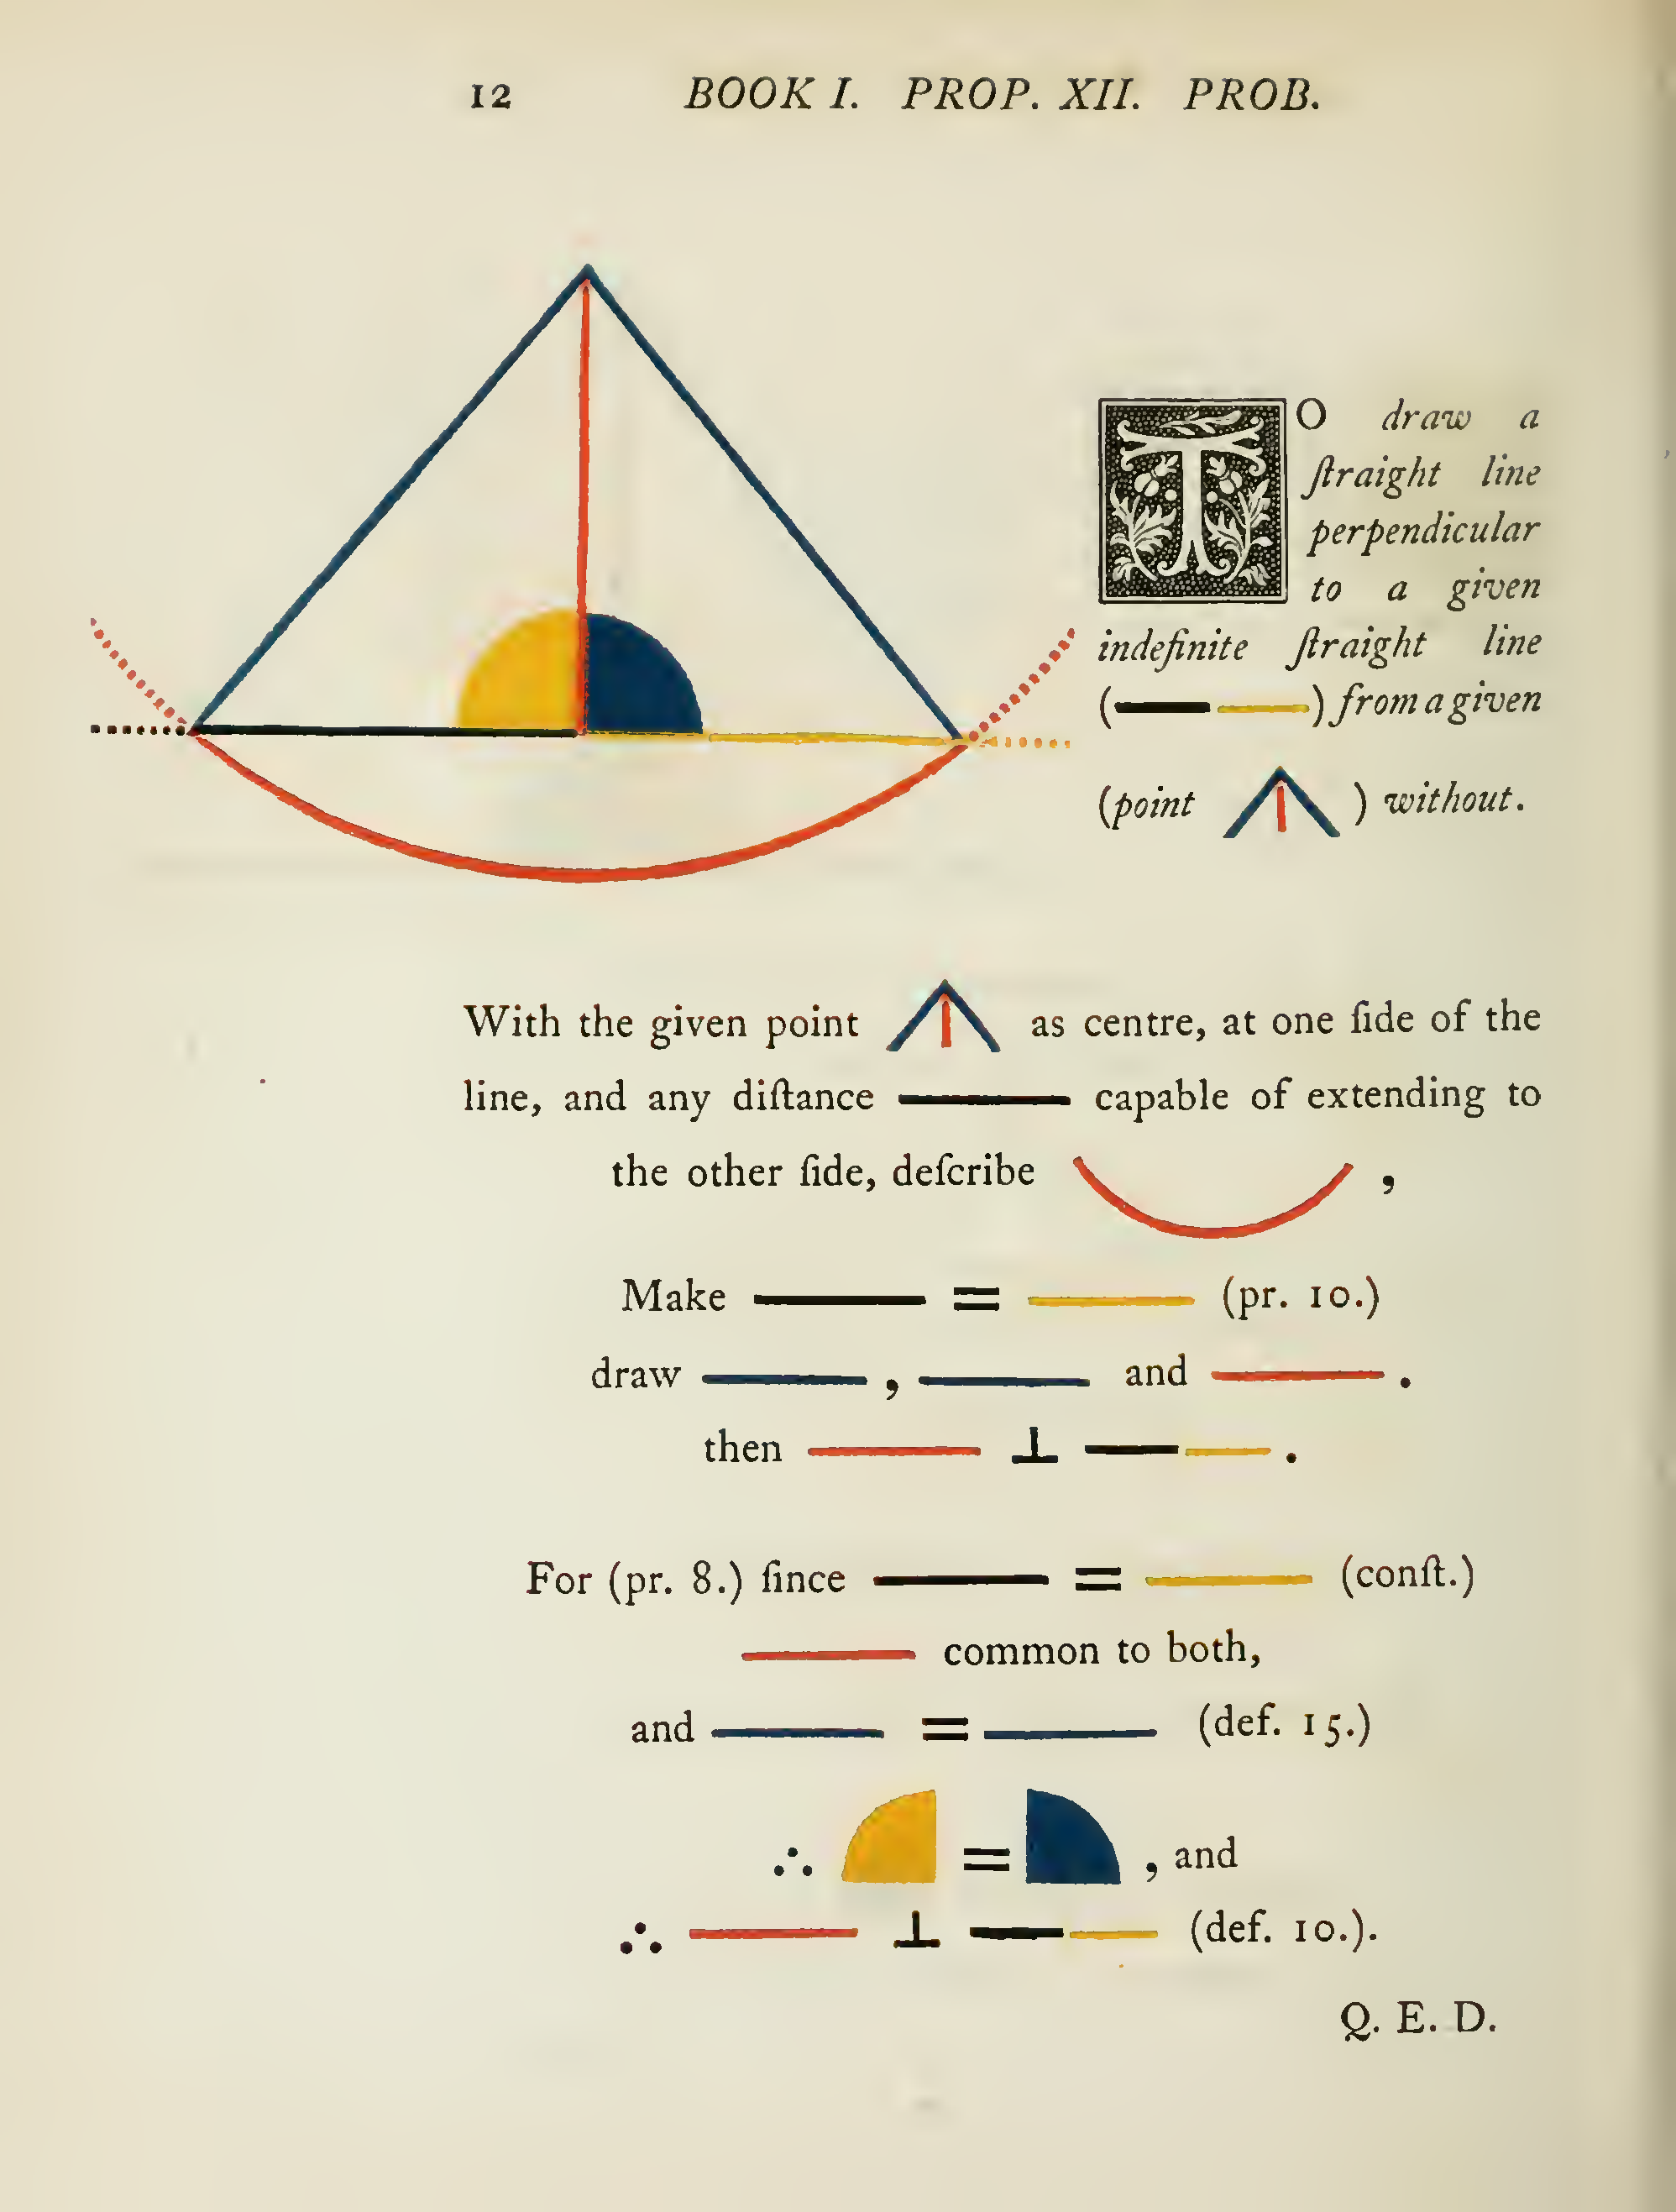 12 BOOK I. PROP. XII. PROB.
TO draw a
ſtraight line
perpendicular
to a given
indefinite ſtraight line
( ) from a given
(point ) without.
With the given point as centre, at one ſide of the
line, and any diſtance capable of extending to
the other ſide, deſcribe ,
Make = (pr. 10.)
draw , and .
then ⊥ .
For (pr. 8.) ſince = (conſt.)
common to both,
and = (def. 15.)
∴ = , and
∴ ⊥ (def. 10.).
Q. E. D.